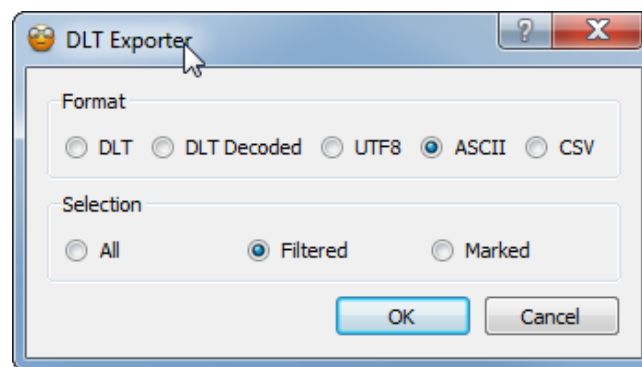 DLT Exporter
Format
DLT DLT Decoded UTF8 ASCII CSV
Selection
All Filtered Marked
OK Cancel